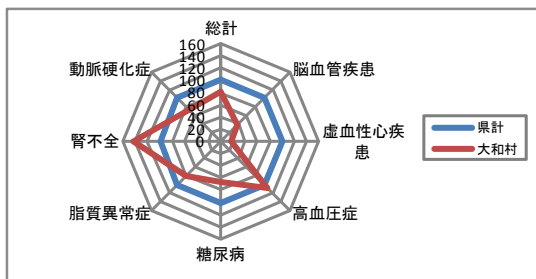 総計
160
140
120
100
80
60
40
20
0
脳血管疾患
虚血性心疾
患
高血圧症
糖尿病
脂質異常症
腎不全
動脈硬化症
県計
大和村